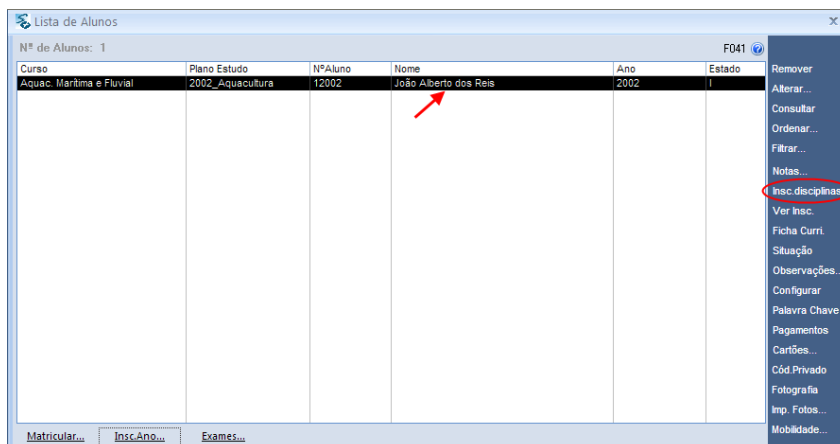 Lista de Alunos
x
Nº de Alunos: 1
F041
Curso Plano Estudo NºAluno Nome Ano Estado
Aquac. Marítima e Fluvial 2002_Aquacultura 12002 João Alberto dos Reis 2002 I
Remover
Alterar...
Consultar
Ordenar...
Filtrar...
Notas...
Insc.disciplinas
Ver Insc.
Ficha Curri.
Situação
Observações..
Configurar
Palavra Chave
Pagamentos
Cartões...
Cód.Privado
Fotografia
Imp. Fotos...
Mobilidade...
Matricular... Insc.Ano... Exames...